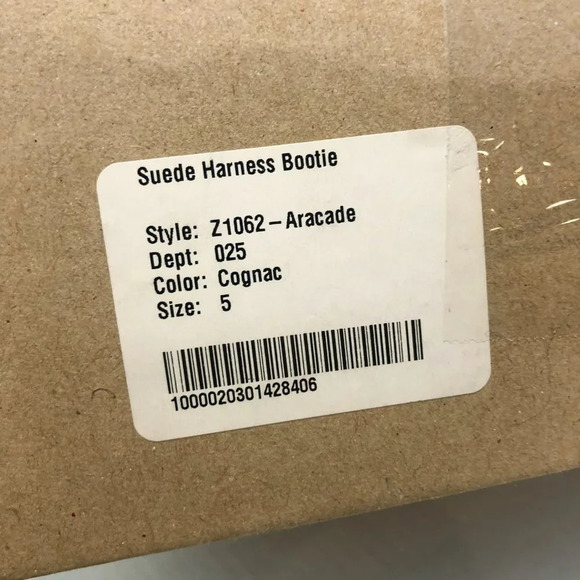 Suede Harness Bootie
Style: Z1062-Aracade
Dept: 025
Color: Cognac
Size: 5
1000020301428406